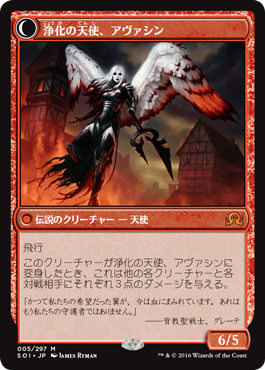 じょうか てんし
浄化の天使、アヴァシン
伝説のクリーチャー — 天使
飛行
このクリーチャーが浄化の天使、アヴァシンに
変身したとき、これは他の各クリーチャーと各
対戦相手にそれぞれ3点のダメージを与える。
「かつて私たちの希望だった翼が、今は血にまみれています。あれは
もう私たちの守護者ではありません。」
——背教聖戦士、グレーテ
6/5
005/297 M
SOI • JP JAMES RYMAN
™ & © 2016 Wizards of the Coast